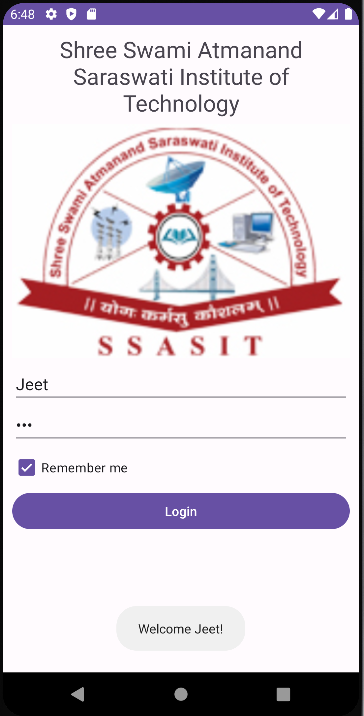 6:48
Shree Swami Atmanand
Saraswati Institute of
Technology
Shree Swami Atmanand Saraswati Institute of Technology
|| योगः कर्मसु कौशलम् ||
SSASIT
Jeet
•••
Remember me
Login
Welcome Jeet!